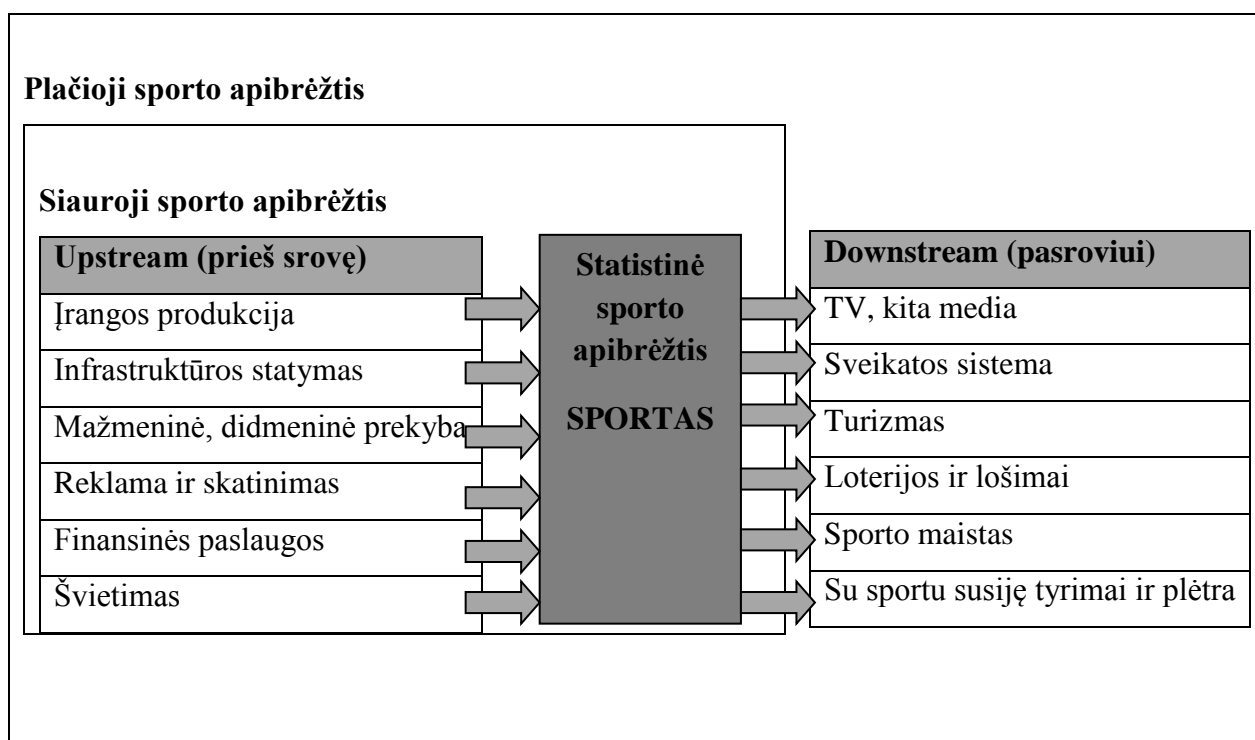 Plačioji sporto apibrėžtis
Siauroji sporto apibrėžtis
Upstream (prieš srovę)
Įrangos produkcija
Infrastruktūros statymas
Mažmeninė, didmeninė prekyba
Reklama ir skatinimas
Finansinės paslaugos
Švietimas
Statistinė
sporto
apibrėžtis
SPORTAS
Downstream (pasroviui)
TV, kita media
Sveikatos sistema
Turizmas
Loterijos ir lošimai
Sporto maistas
Su sportu susiję tyrimai ir plėtra